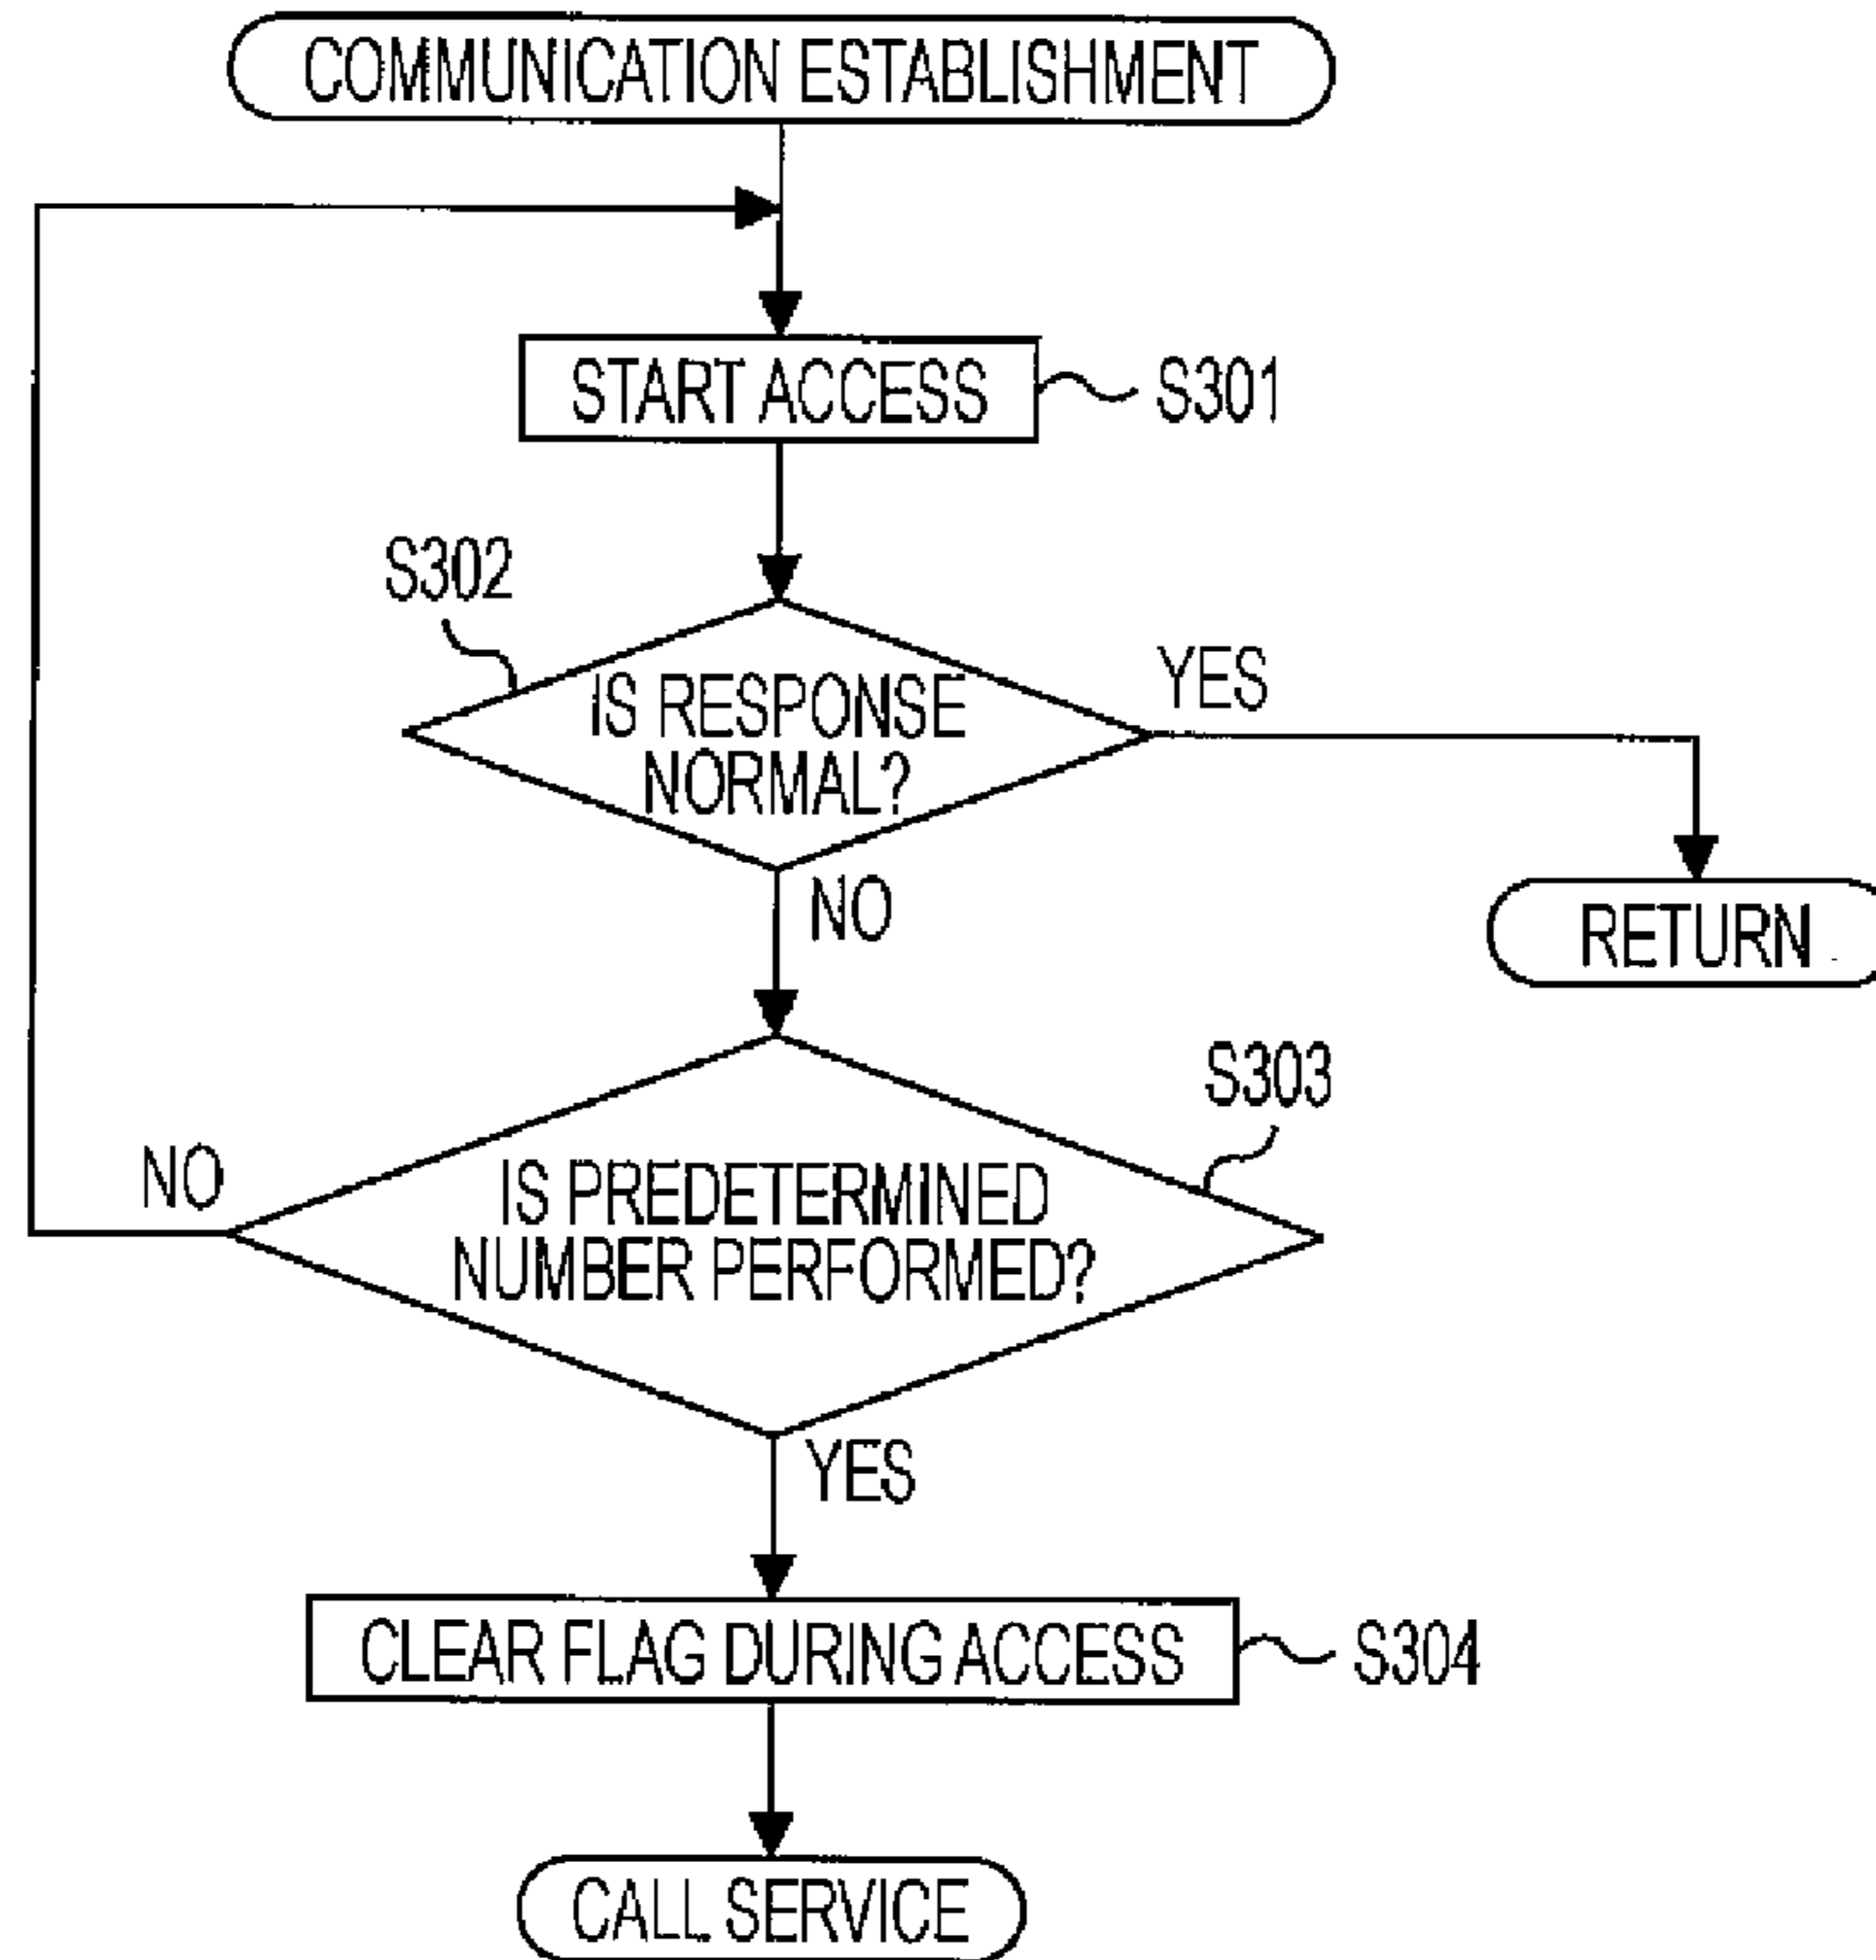 COMMUNICATION ESTABLISHMENT
START ACCESS
S301
S302
IS RESPONSE
NORMAL?
YES
NO
RETURN
S303
NO
IS PREDETERMINED
NUMBER PERFORMED?
YES
CLEAR FLAG DURING ACCESS
S304
CALL SERVICE